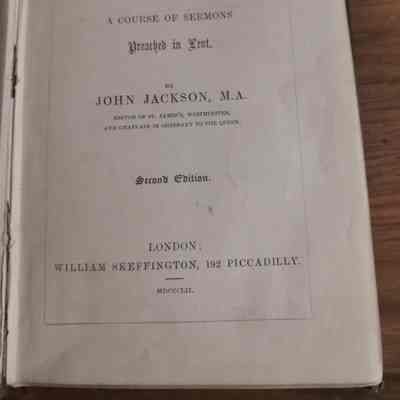 A COURSE OF SERMONS
Preached in Lent.
BY
JOHN JACKSON, M.A.
RECTOR OF ST. JAMES'S, WESTMINSTER,
AND CHAPLAIN IN ORDINARY TO THE QUEEN.
Second Edition.
LONDON:
WILLIAM SKEFFINGTON, 192 PICCADILLY.
MDCCCLII.